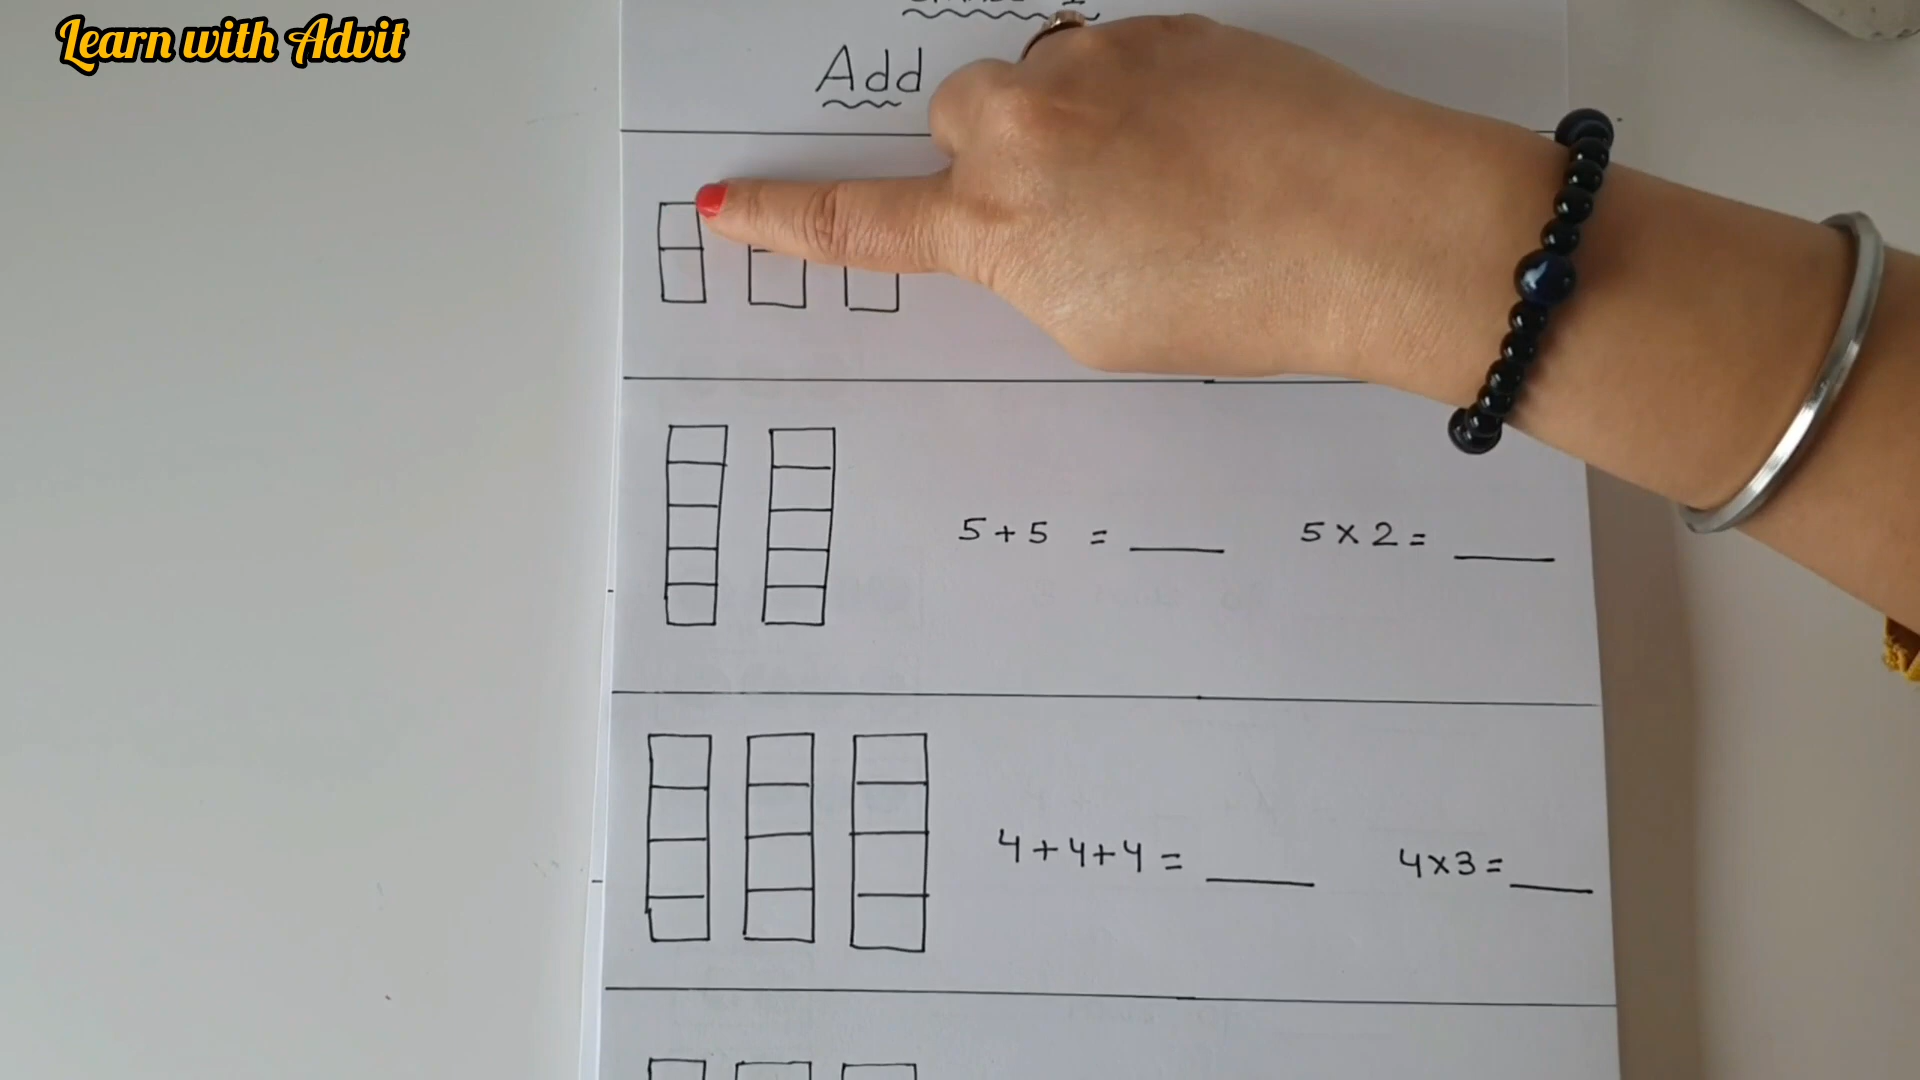 Learn with Advit
Add
5 + 5 = ____ 5 × 2 = ____
4 + 4 + 4 = ____ 4 × 3 = ____